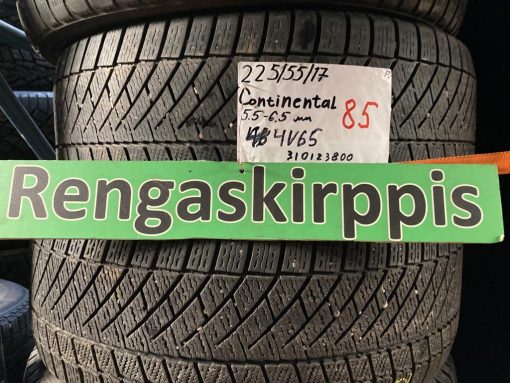 225/55/17
Continental
5.5-6.5 mm
4V65
85
310123800
Rengaskirppis